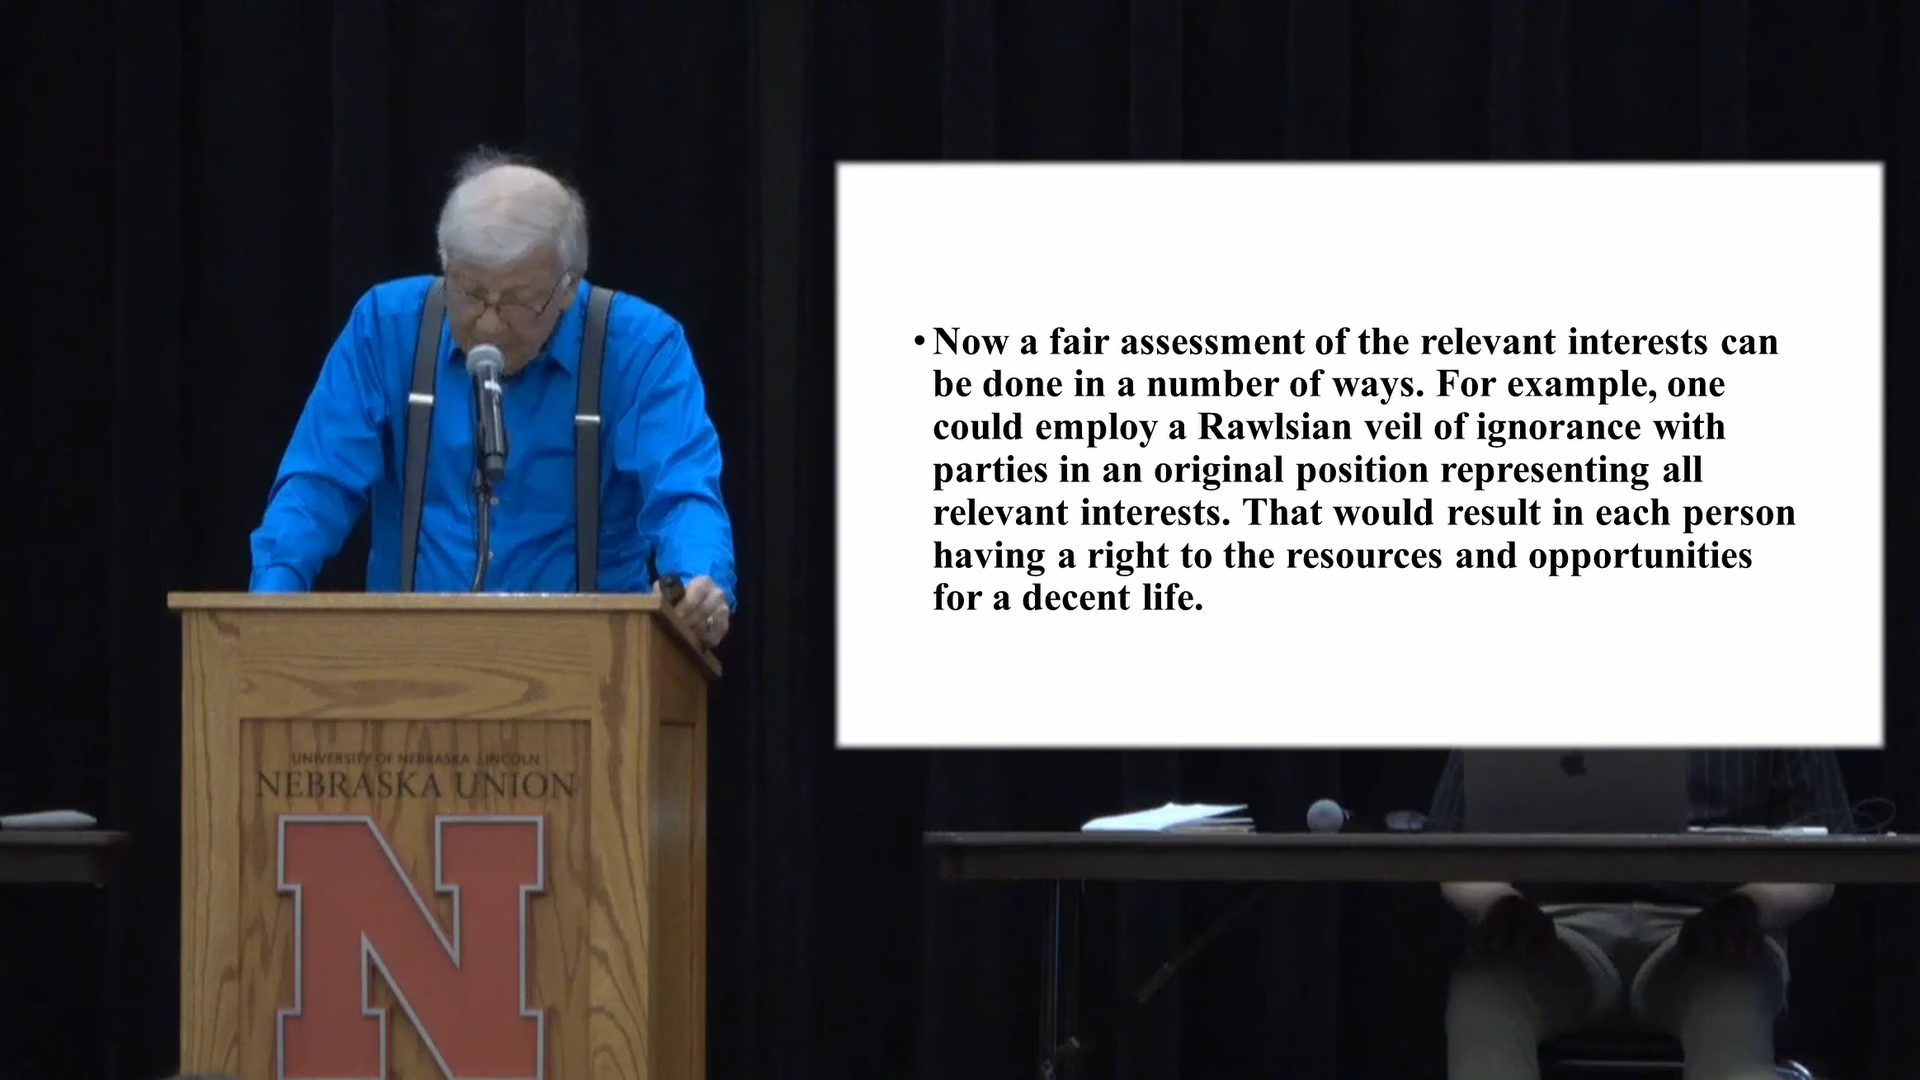 • Now a fair assessment of the relevant interests can
be done in a number of ways. For example, one
could employ a Rawlsian veil of ignorance with
parties in an original position representing all
relevant interests. That would result in each person
having a right to the resources and opportunities
for a decent life.
UNIVERSITY OF NEBRASKA-LINCOLN
NEBRASKA UNION
N